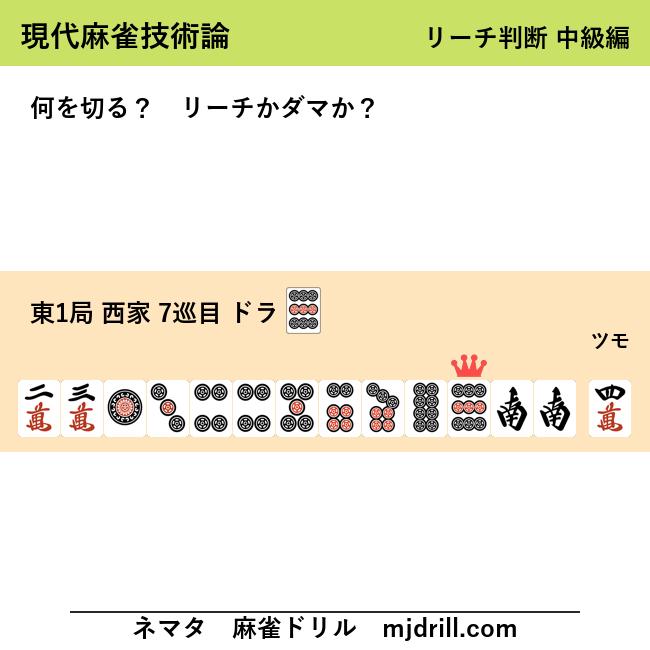 現代麻雀技術論 リーチ判断 中級編
何を切る？ リーチかダマか？
東1局 西家 7巡目 ドラ
ツモ
二萬 三萬 南 南 四萬
ネマタ 麻雀ドリル mjdrill.com